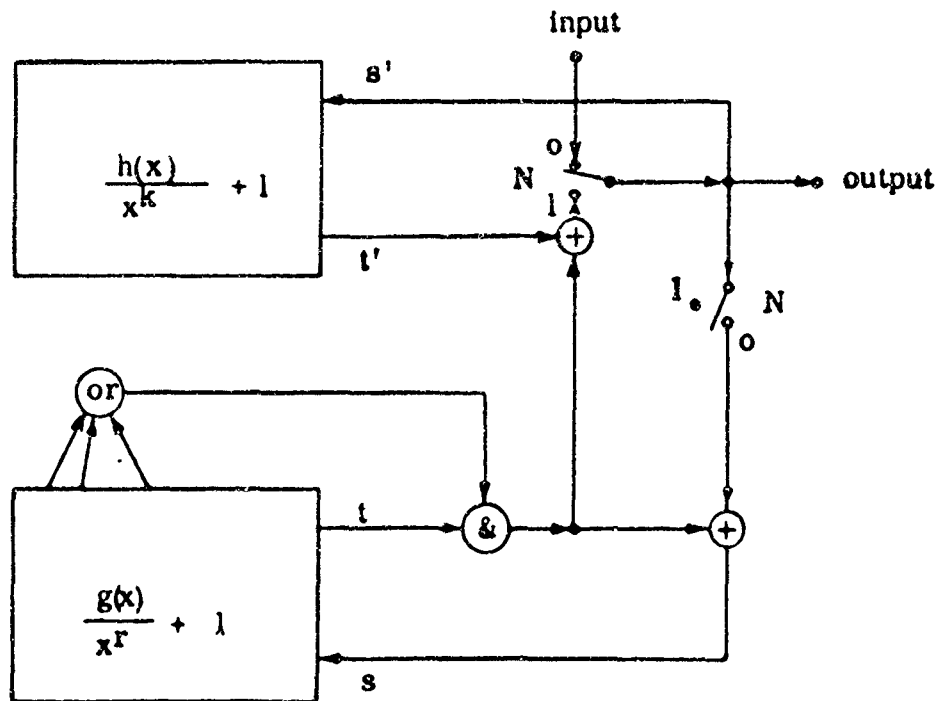 input
s'
h(x)
x^k + 1
o
N
1
+
output
t'
1
N
o
or
t
&
+
g(x)
x^r + 1
s